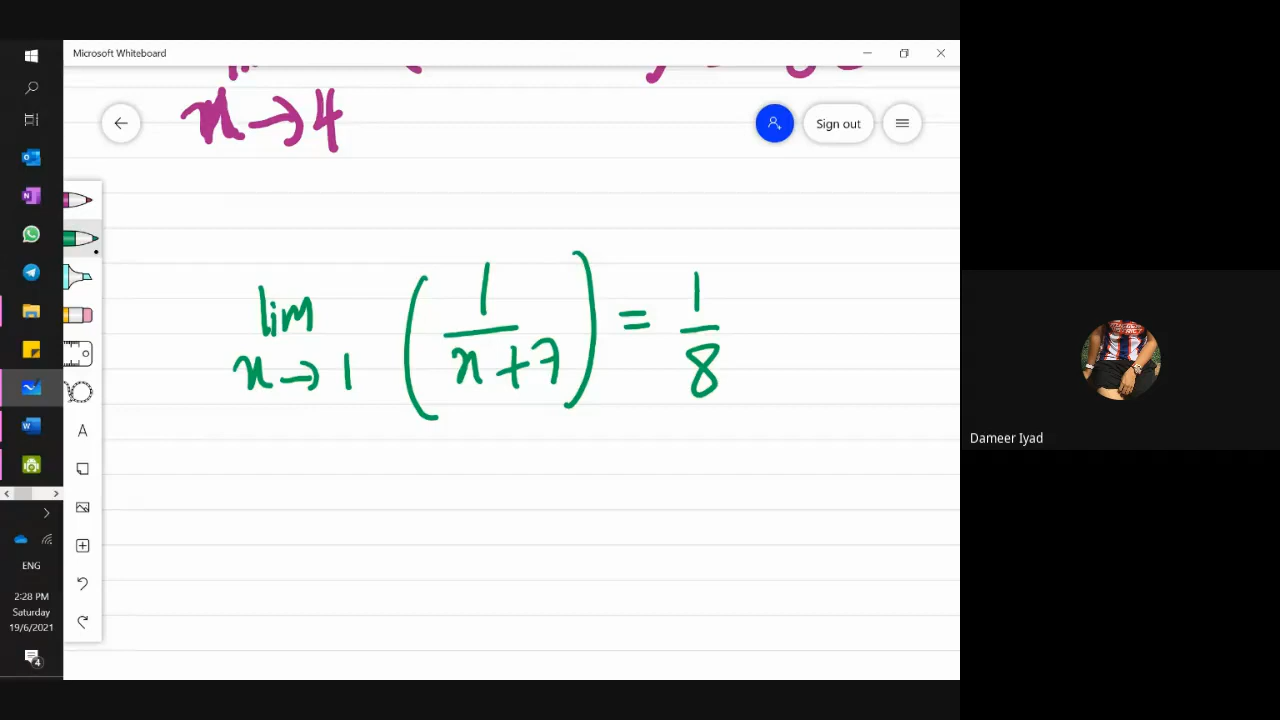 Microsoft Whiteboard
x→4
Sign out
lim x→1 (1/(x+7)) = 1/8
A
ENG
2:28 PM
Saturday
19/6/2021
4
Dameer Iyad